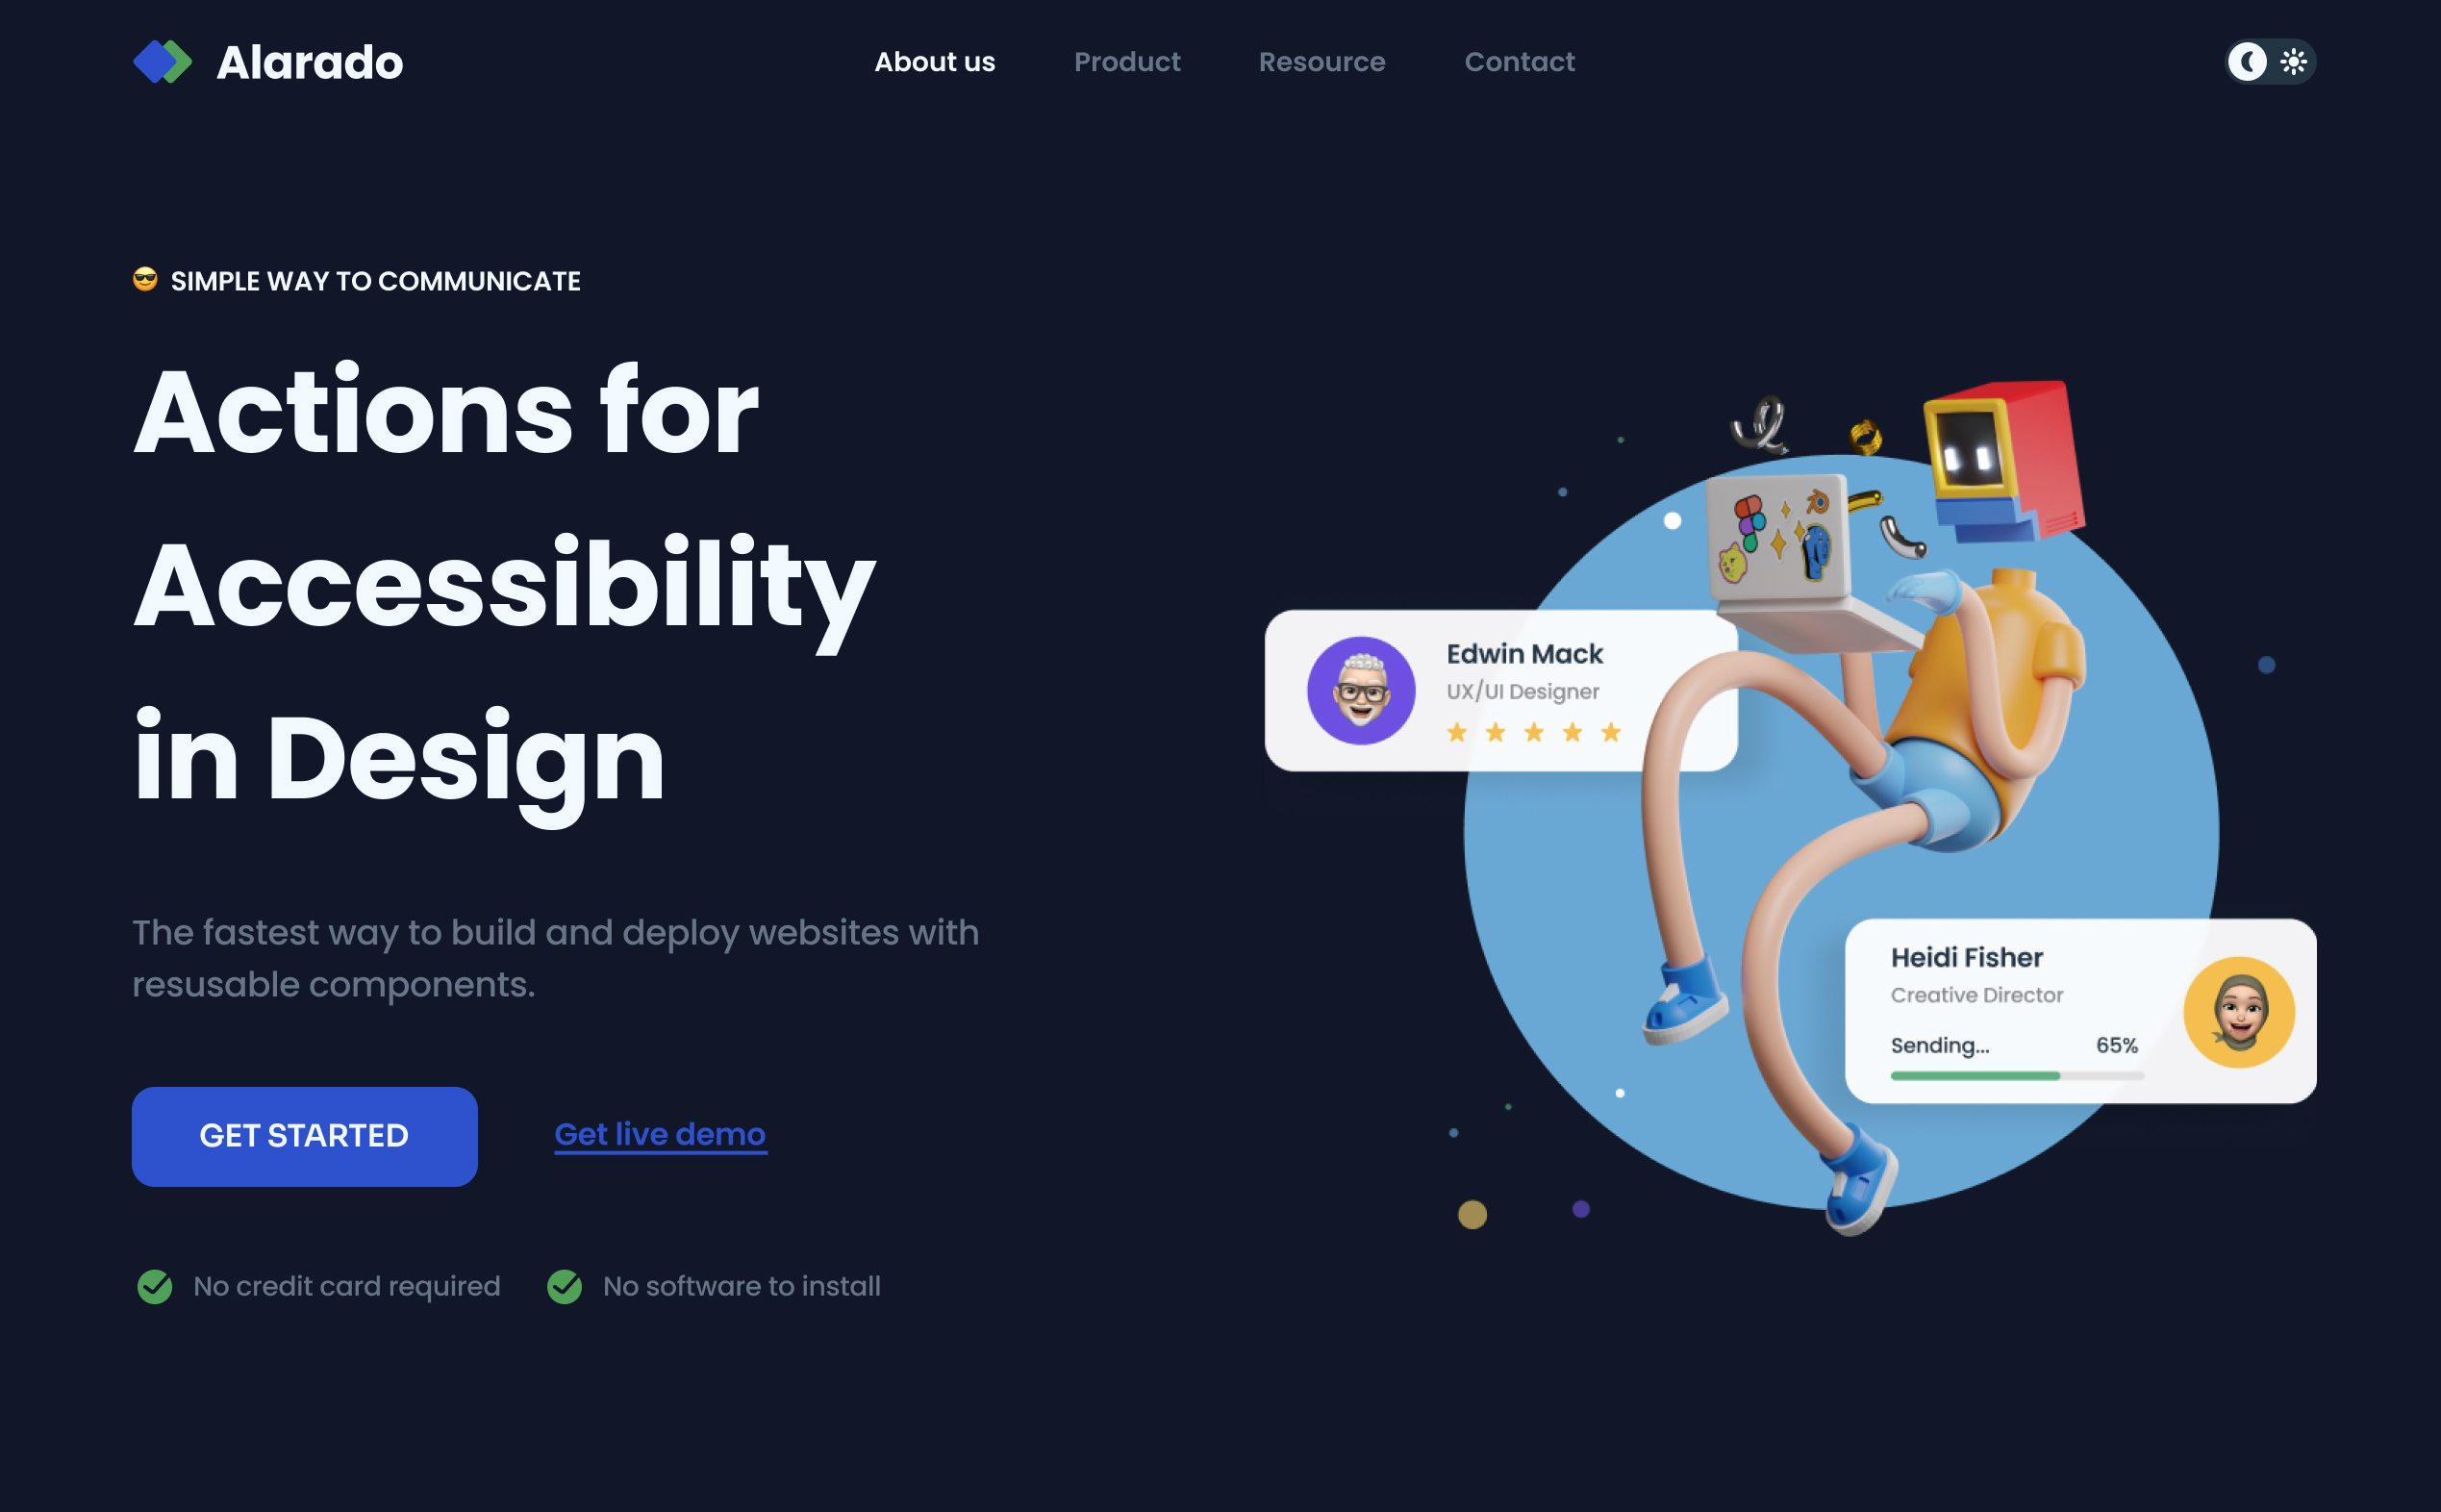 Alarado
About us
Product
Resource
Contact
😎 SIMPLE WAY TO COMMUNICATE
Actions for
Accessibility
in Design
The fastest way to build and deploy websites with
resusable components.
GET STARTED
Get live demo
No credit card required
No software to install
Edwin Mack
UX/UI Designer
Heidi Fisher
Creative Director
Sending... 65%